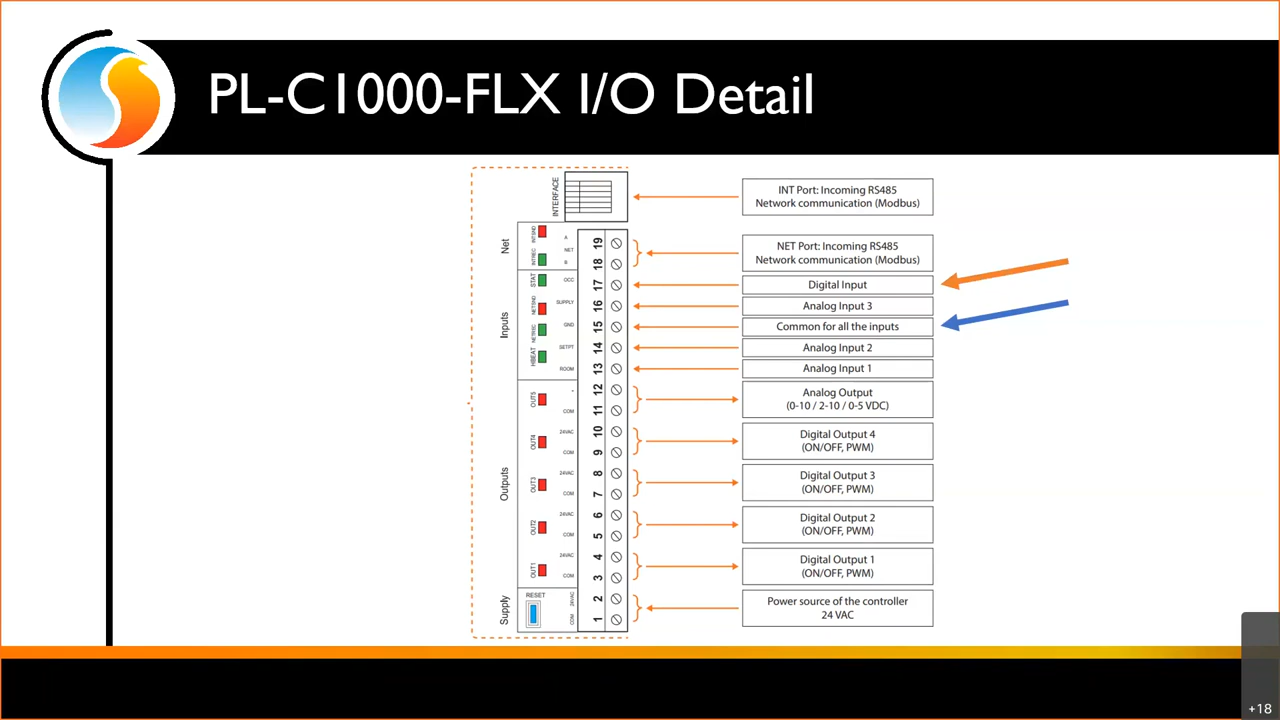 PL-C1000-FLX I/O Detail
INTERFACE
INT Port: Incoming RS485
Network communication (Modbus)
Net
INTSND
INTREC
A
NET
B
19
18
NET Port: Incoming RS485
Network communication (Modbus)
Inputs
STAT
NETSND
NETREC
HBEAT
OCC
17
Digital Input
SUPPLY
16
Analog Input 3
GND
15
Common for all the inputs
SETPT
14
Analog Input 2
ROOM
13
Analog Input 1
Outputs
OUT5
+
COM
12
11
Analog Output
(0-10 / 2-10 / 0-5 VDC)
OUT4
24VAC
COM
10
9
Digital Output 4
(ON/OFF, PWM)
OUT3
24VAC
COM
8
7
Digital Output 3
(ON/OFF, PWM)
OUT2
24VAC
COM
6
5
Digital Output 2
(ON/OFF, PWM)
OUT1
24VAC
COM
4
3
Digital Output 1
(ON/OFF, PWM)
Supply
RESET
24VAC
COM
2
1
Power source of the controller
24 VAC
+18